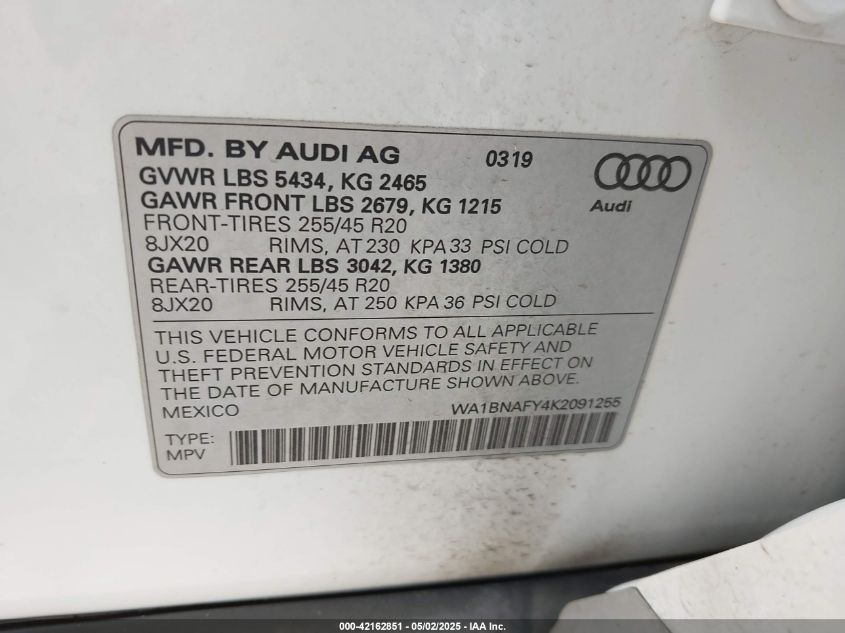 MFD. BY AUDI AG 0319
GVWR LBS 5434, KG 2465
GAWR FRONT LBS 2679, KG 1215
Audi
FRONT-TIRES 255/45 R20
8JX20 RIMS, AT 230 KPA 33 PSI COLD
GAWR REAR LBS 3042, KG 1380
REAR-TIRES 255/45 R20
8JX20 RIMS, AT 250 KPA 36 PSI COLD
THIS VEHICLE CONFORMS TO ALL APPLICABLE
U.S. FEDERAL MOTOR VEHICLE SAFETY AND
THEFT PREVENTION STANDARDS IN EFFECT ON
THE DATE OF MANUFACTURE SHOWN ABOVE.
MEXICO WA1BNAFY4K2091255
TYPE:
MPV
000-42162851 - 05/02/2025 - IAA Inc.